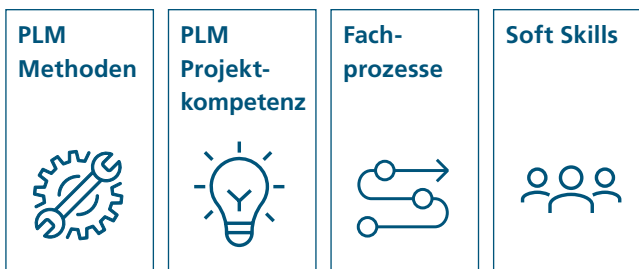 PLM
Methoden
PLM
Projekt-
kompetenz
Fach-
prozesse
Soft Skills